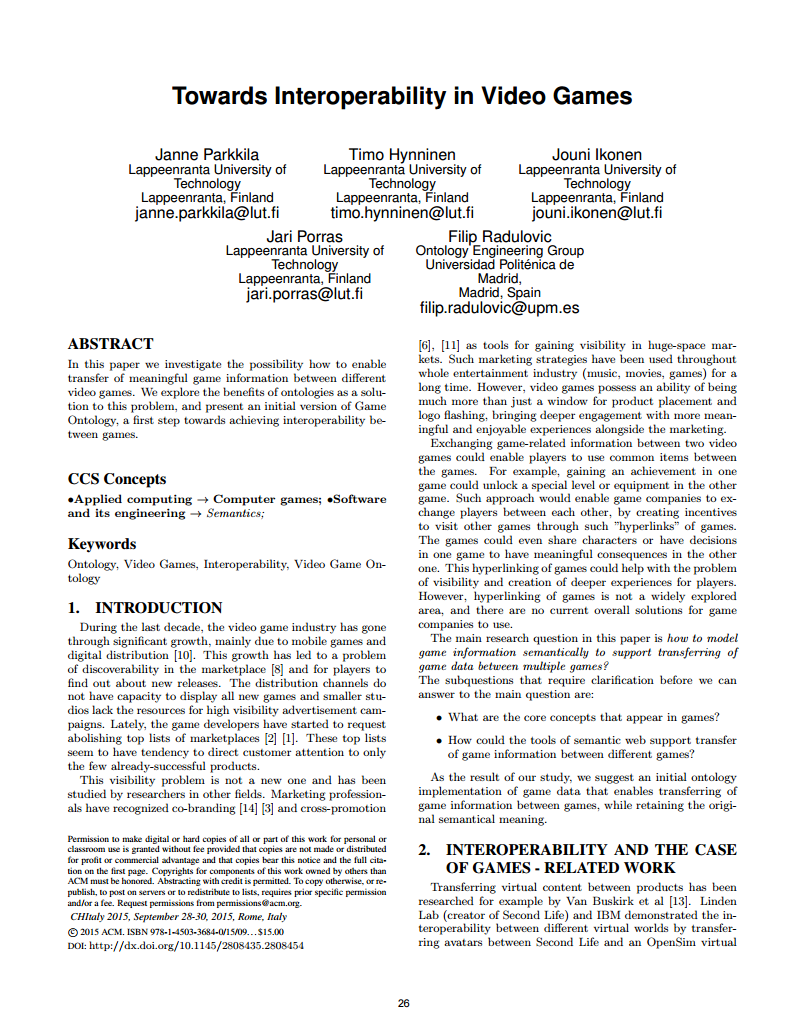 Towards Interoperability in Video Games
Janne Parkkila
Lappeenranta University of
Technology
Lappeenranta, Finland
janne.parkkila@lut.fi
Timo Hynninen
Lappeenranta University of
Technology
Lappeenranta, Finland
timo.hynninen@lut.fi
Jouni Ikonen
Lappeenranta University of
Technology
Lappeenranta, Finland
jouni.ikonen@lut.fi
Jari Porras
Lappeenranta University of
Technology
Lappeenranta, Finland
jari.porras@lut.fi
Filip Radulovic
Ontology Engineering Group
Universidad Politénica de
Madrid,
Madrid, Spain
filip.radulovic@upm.es
ABSTRACT
In this paper we investigate the possibility how to enable
transfer of meaningful game information between different
video games. We explore the benefits of ontologies as a solu-
tion to this problem, and present an initial version of Game
Ontology, a first step towards achieving interoperability be-
tween games.
CCS Concepts
•Applied computing → Computer games; •Software
and its engineering → Semantics;
Keywords
Ontology, Video Games, Interoperability, Video Game On-
tology
1. INTRODUCTION
During the last decade, the video game industry has gone
through significant growth, mainly due to mobile games and
digital distribution [10]. This growth has led to a problem
of discoverability in the marketplace [8] and for players to
find out about new releases. The distribution channels do
not have capacity to display all new games and smaller stu-
dios lack the resources for high visibility advertisement cam-
paigns. Lately, the game developers have started to request
abolishing top lists of marketplaces [2] [1]. These top lists
seem to have tendency to direct customer attention to only
the few already-successful products.
This visibility problem is not a new one and has been
studied by researchers in other fields. Marketing profession-
als have recognized co-branding [14] [3] and cross-promotion
Permission to make digital or hard copies of all or part of this work for personal or
classroom use is granted without fee provided that copies are not made or distributed
for profit or commercial advantage and that copies bear this notice and the full cita-
tion on the first page. Copyrights for components of this work owned by others than
ACM must be honored. Abstracting with credit is permitted. To copy otherwise, or re-
publish, to post on servers or to redistribute to lists, requires prior specific permission
and/or a fee. Request permissions from permissions@acm.org.
CHItaly 2015, September 28-30, 2015, Rome, Italy
© 2015 ACM. ISBN 978-1-4503-3684-0/15/09...$15.00
DOI: http://dx.doi.org/10.1145/2808435.2808454
[6], [11] as tools for gaining visibility in huge-space mar-
kets. Such marketing strategies have been used throughout
whole entertainment industry (music, movies, games) for a
long time. However, video games possess an ability of being
much more than just a window for product placement and
logo flashing, bringing deeper engagement with more mean-
ingful and enjoyable experiences alongside the marketing.
Exchanging game-related information between two video
games could enable players to use common items between
the games. For example, gaining an achievement in one
game could unlock a special level or equipment in the other
game. Such approach would enable game companies to ex-
change players between each other, by creating incentives
to visit other games through such "hyperlinks" of games.
The games could even share characters or have decisions
in one game to have meaningful consequences in the other
one. This hyperlinking of games could help with the problem
of visibility and creation of deeper experiences for players.
However, hyperlinking of games is not a widely explored
area, and there are no current overall solutions for game
companies to use.
The main research question in this paper is how to model
game information semantically to support transferring of
game data between multiple games?
The subquestions that require clarification before we can
answer to the main question are:
• What are the core concepts that appear in games?
• How could the tools of semantic web support transfer
of game information between different games?
As the result of our study, we suggest an initial ontology
implementation of game data that enables transferring of
game information between games, while retaining the origi-
nal semantical meaning.
2. INTEROPERABILITY AND THE CASE
OF GAMES - RELATED WORK
Transferring virtual content between products has been
researched for example by Van Buskirk et al [13]. Linden
Lab (creator of Second Life) and IBM demonstrated the in-
teroperability between different virtual worlds by transfer-
ring avatars between Second Life and an OpenSim virtual
26